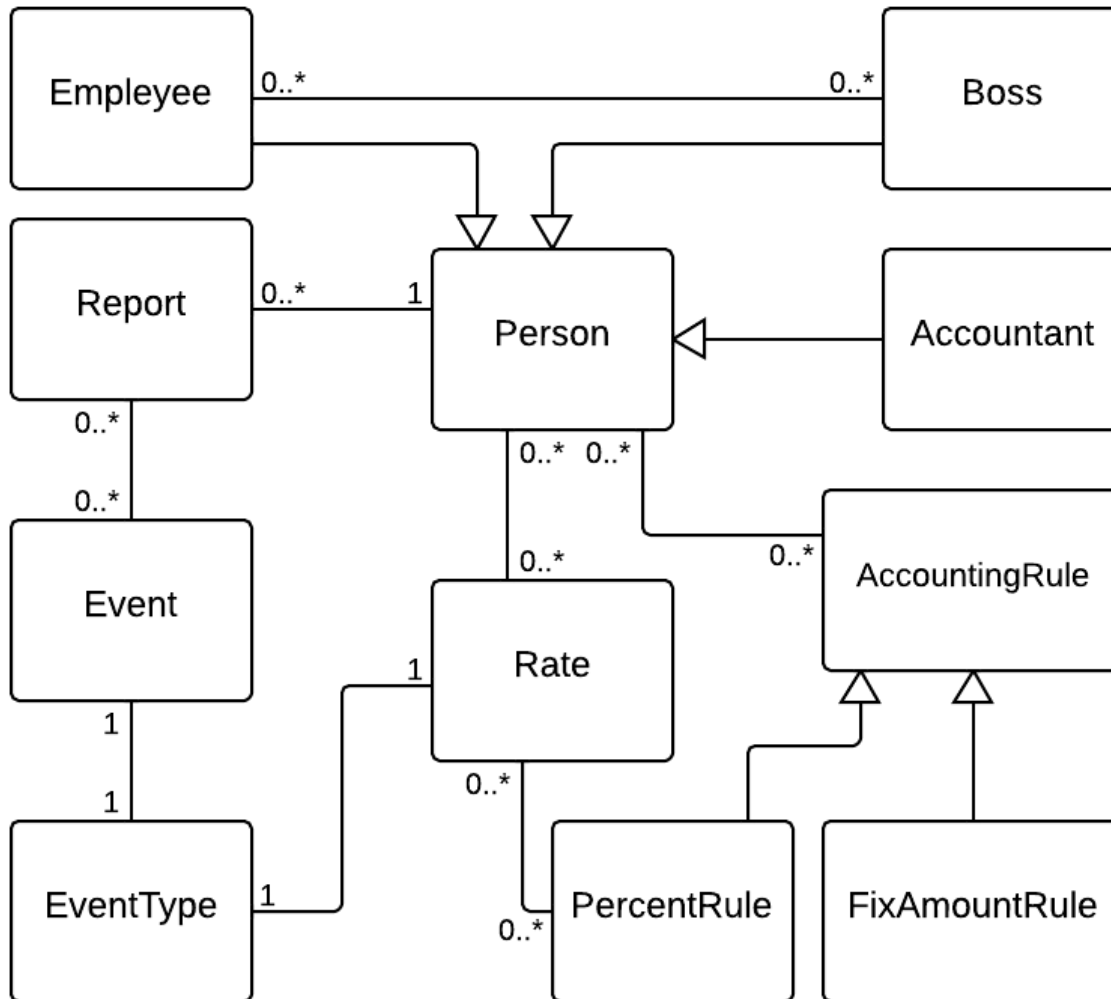 Empleyee
0..*
0..*
Boss
Report
0..*
1
Person
Accountant
0..*
0..*
0..*
0..*
0..*
0..*
AccountingRule
Event
Rate
1
1
0..*
1
1
EventType
0..*
PercentRule
FixAmountRule